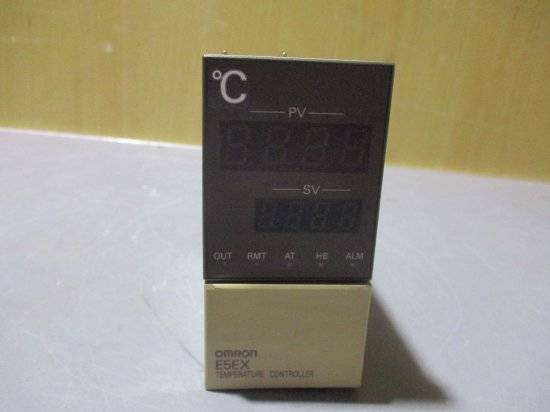 °C
PV
SV
OUT RMT AT HB ALM
OMRON
E5EX
TEMPERATURE CONTROLLER